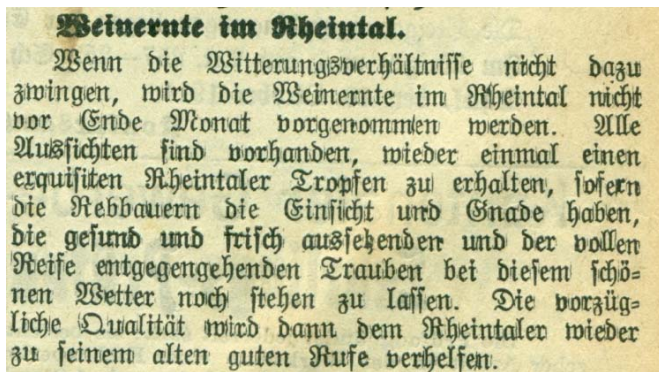 Weinernte im Rheintal.
Wenn die Witterungsverhältnisse nicht dazu
zwingen, wird die Weinernte im Rheintal nicht
vor Ende Monat vorgenommen werden. Alle
Aussichten sind vorhanden, wieder einmal einen
exquisiten Rheintaler Tropfen zu erhalten, sofern
die Rebbauern die Einsicht und Gnade haben,
die gesund und frisch aussehenden und der vollen
Reife entgegengehenden Trauben bei diesem schö-
nen Wetter noch stehen zu lassen. Die vorzüg-
liche Qualität wird dann dem Rheintaler wieder
zu seinem alten guten Rufe verhelfen.